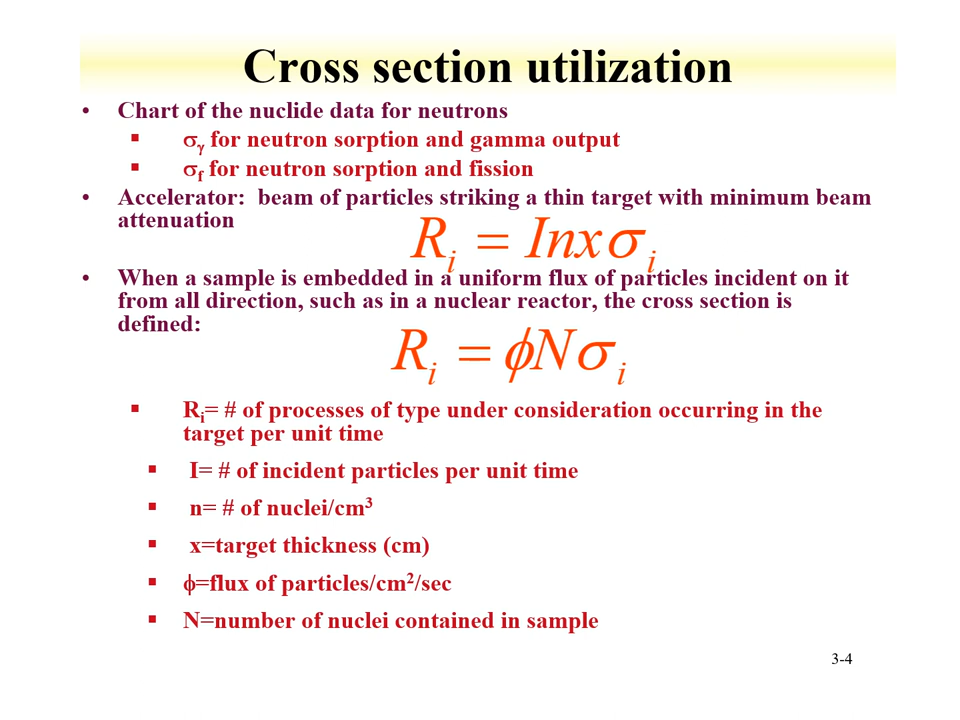 Cross section utilization
• Chart of the nuclide data for neutrons
▪ σγ for neutron sorption and gamma output
▪ σf for neutron sorption and fission
• Accelerator:  beam of particles striking a thin target with minimum beam
attenuation
Ri = Inxσi
• When a sample is embedded in a uniform flux of particles incident on it
from all direction, such as in a nuclear reactor, the cross section is
defined:
Ri = ϕNσi
▪ Ri= # of processes of type under consideration occurring in the
target per unit time
▪ I= # of incident particles per unit time
▪ n= # of nuclei/cm³
▪ x=target thickness (cm)
▪ ϕ=flux of particles/cm²/sec
▪ N=number of nuclei contained in sample
3-4